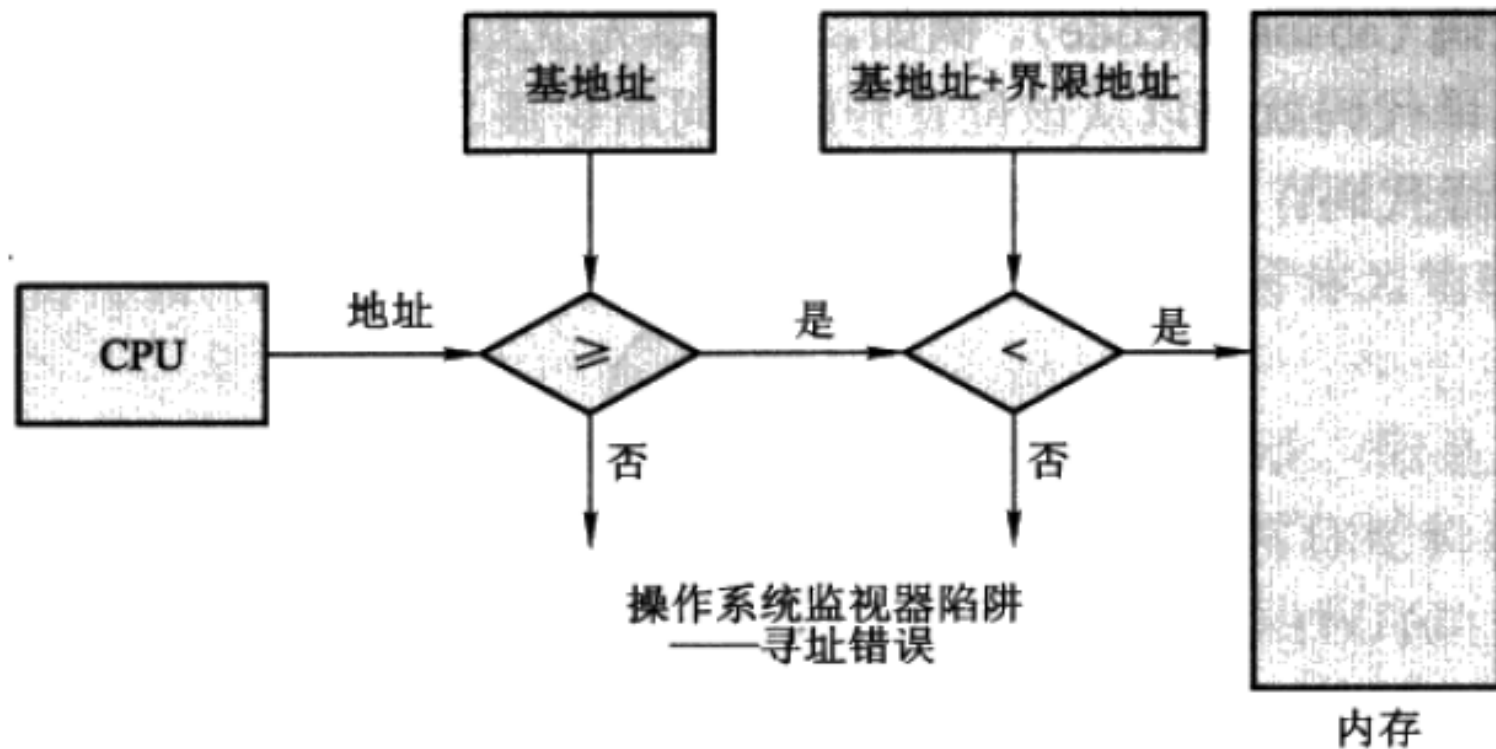 基地址
基地址+界限地址
CPU
地址
≥
是
<
是
否
否
操作系统监视器陷阱
——寻址错误
内存